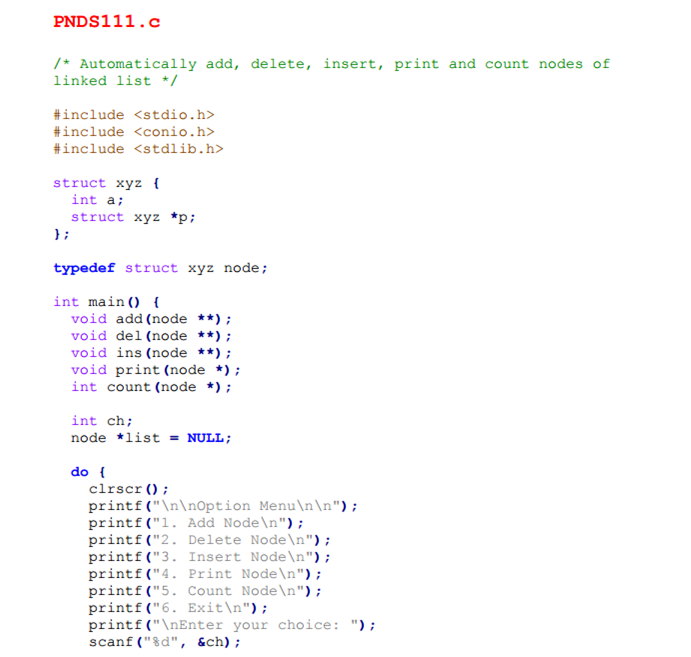 PNDS111.c
/* Automatically add, delete, insert, print and count nodes of
linked list */
#include <stdio.h>
#include <conio.h>
#include <stdlib.h>
struct xyz {
  int a;
  struct xyz *p;
};
typedef struct xyz node;
int main() {
  void add(node **);
  void del(node **);
  void ins(node **);
  void print(node *);
  int count(node *);
  int ch;
  node *list = NULL;
  do {
    clrscr();
    printf("\n\nOption Menu\n\n");
    printf("1. Add Node\n");
    printf("2. Delete Node\n");
    printf("3. Insert Node\n");
    printf("4. Print Node\n");
    printf("5. Count Node\n");
    printf("6. Exit\n");
    printf("\nEnter your choice: ");
    scanf("%d", &ch);